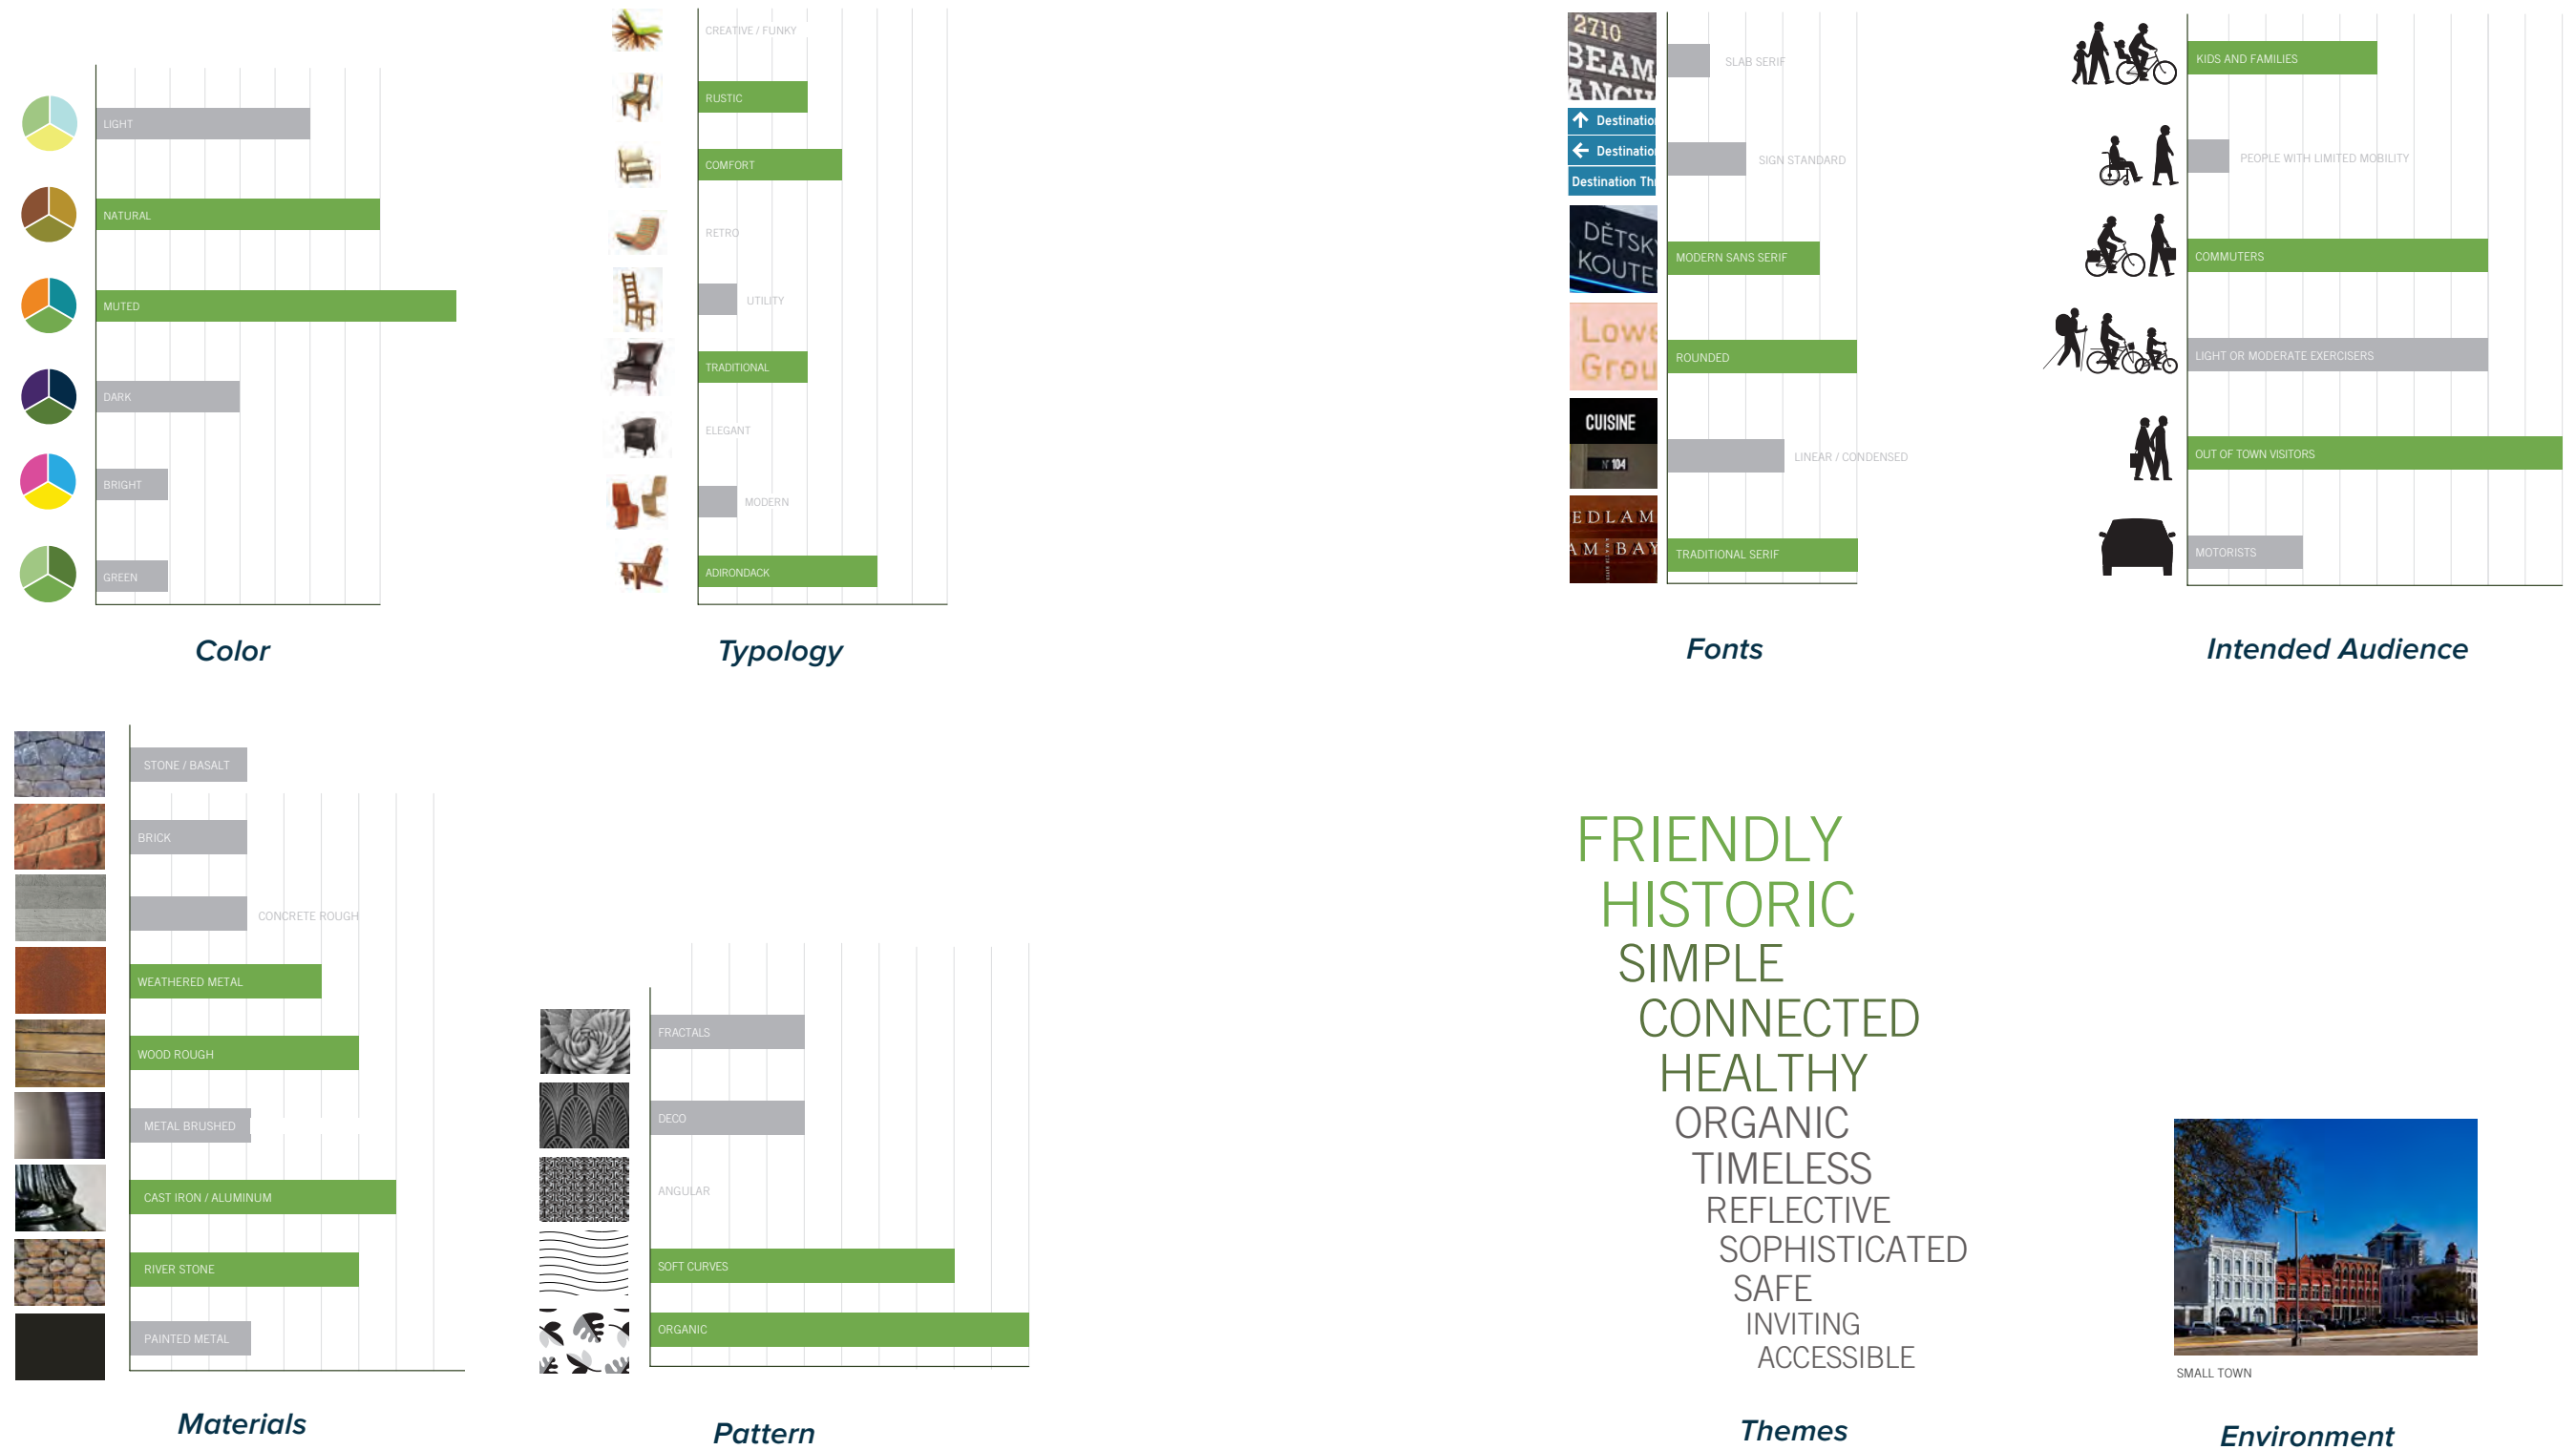 LIGHT
NATURAL
MUTED
DARK
BRIGHT
GREEN
Color
CREATIVE / FUNKY
RUSTIC
COMFORT
RETRO
UTILITY
TRADITIONAL
ELEGANT
MODERN
ADIRONDACK
Typology
2710
BEAM
ANCH
Destinatio
Destinatio
Destination Thr
DĚTSK
KOUTE
Lowe
Grou
CUISINE
N° 104
EDLAM
AM BAY
SLAB SERIF
SIGN STANDARD
MODERN SANS SERIF
ROUNDED
LINEAR / CONDENSED
TRADITIONAL SERIF
Fonts
KIDS AND FAMILIES
PEOPLE WITH LIMITED MOBILITY
COMMUTERS
LIGHT OR MODERATE EXERCISERS
OUT OF TOWN VISITORS
MOTORISTS
Intended Audience
STONE / BASALT
BRICK
CONCRETE ROUGH
WEATHERED METAL
WOOD ROUGH
METAL BRUSHED
CAST IRON / ALUMINUM
RIVER STONE
PAINTED METAL
Materials
FRACTALS
DECO
ANGULAR
SOFT CURVES
ORGANIC
Pattern
FRIENDLY
HISTORIC
SIMPLE
CONNECTED
HEALTHY
ORGANIC
TIMELESS
REFLECTIVE
SOPHISTICATED
SAFE
INVITING
ACCESSIBLE
Themes
SMALL TOWN
Environment